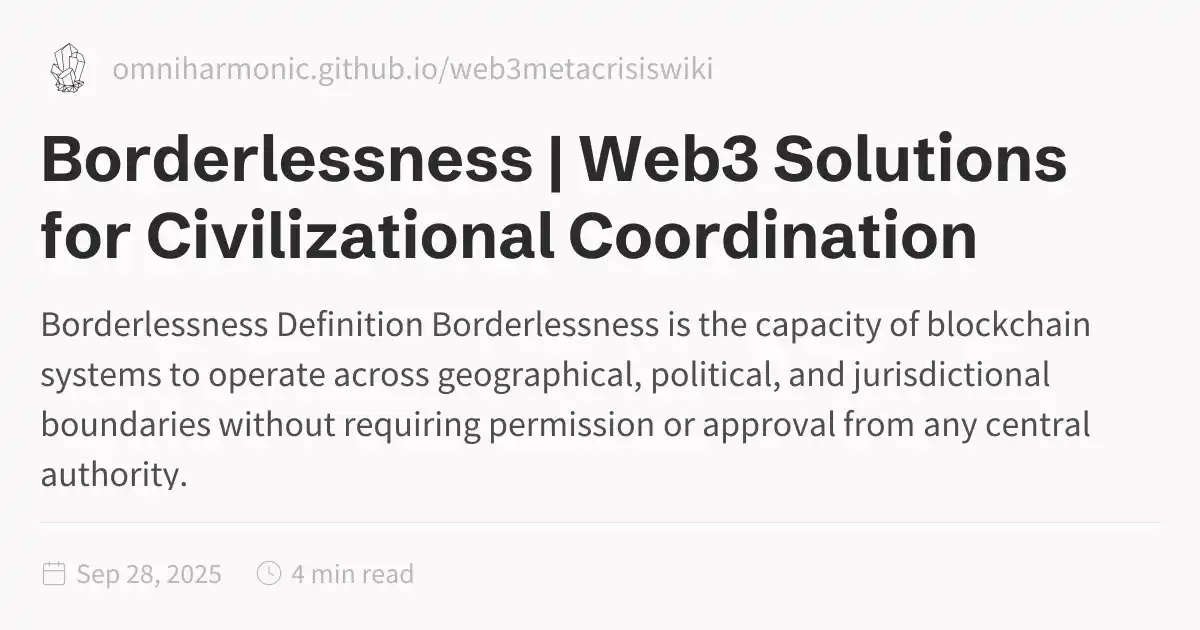 omniharmonic.github.io/web3metacrisiswiki
Borderlessness | Web3 Solutions
for Civilizational Coordination
Borderlessness Definition Borderlessness is the capacity of blockchain
systems to operate across geographical, political, and jurisdictional
boundaries without requiring permission or approval from any central
authority.
Sep 28, 2025 4 min read